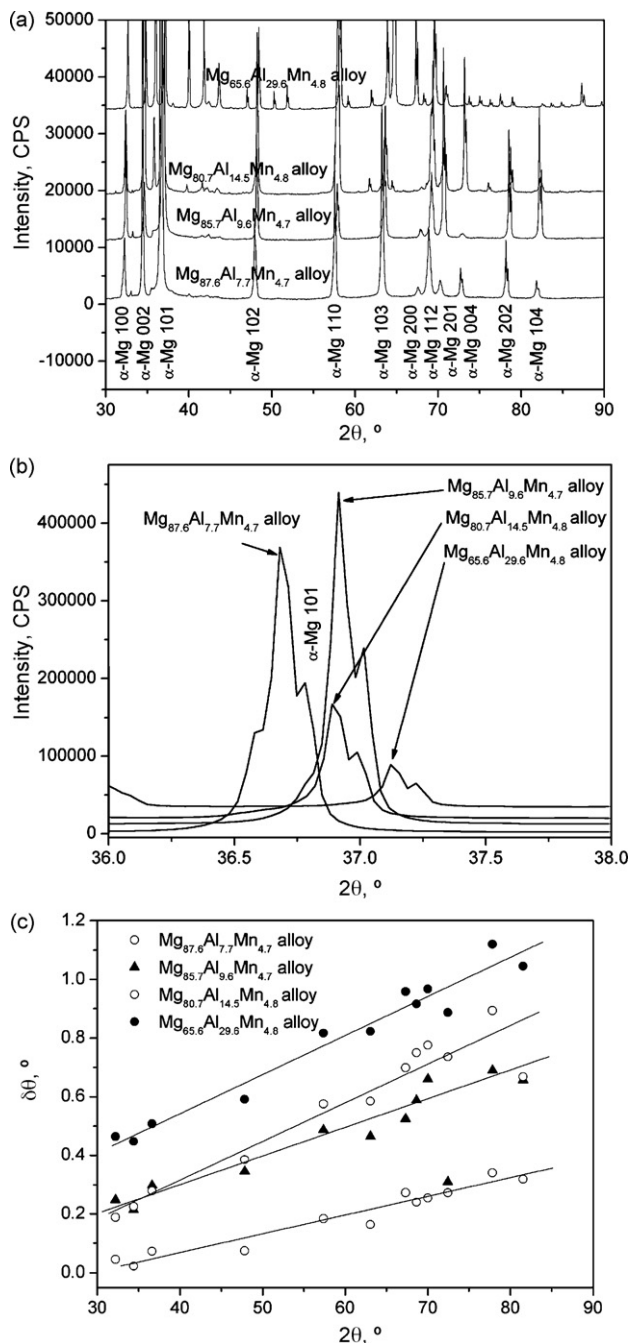 (a)
50000
40000
30000
20000
10000
0
-10000
Intensity, CPS
Mg65.6Al29.6Mn4.8 alloy
Mg80.7Al14.5Mn4.8 alloy
Mg85.7Al9.6Mn4.7 alloy
Mg87.6Al7.7Mn4.7 alloy
α-Mg 100
α-Mg 002
α-Mg 101
α-Mg 102
α-Mg 110
α-Mg 103
α-Mg 200
α-Mg 112
α-Mg 201
α-Mg 004
α-Mg 202
α-Mg 104
30 40 50 60 70 80 90
2θ, º
(b)
400000
300000
200000
100000
0
Intensity, CPS
Mg87.6Al7.7Mn4.7 alloy
α-Mg 101
Mg85.7Al9.6Mn4.7 alloy
Mg80.7Al14.5Mn4.8 alloy
Mg65.6Al29.6Mn4.8 alloy
36.0 36.5 37.0 37.5 38.0
2θ, º
(c)
1.2
1.0
0.8
0.6
0.4
0.2
0.0
δθ, º
Mg87.6Al7.7Mn4.7 alloy
Mg85.7Al9.6Mn4.7 alloy
Mg80.7Al14.5Mn4.8 alloy
Mg65.6Al29.6Mn4.8 alloy
30 40 50 60 70 80 90
2θ, º